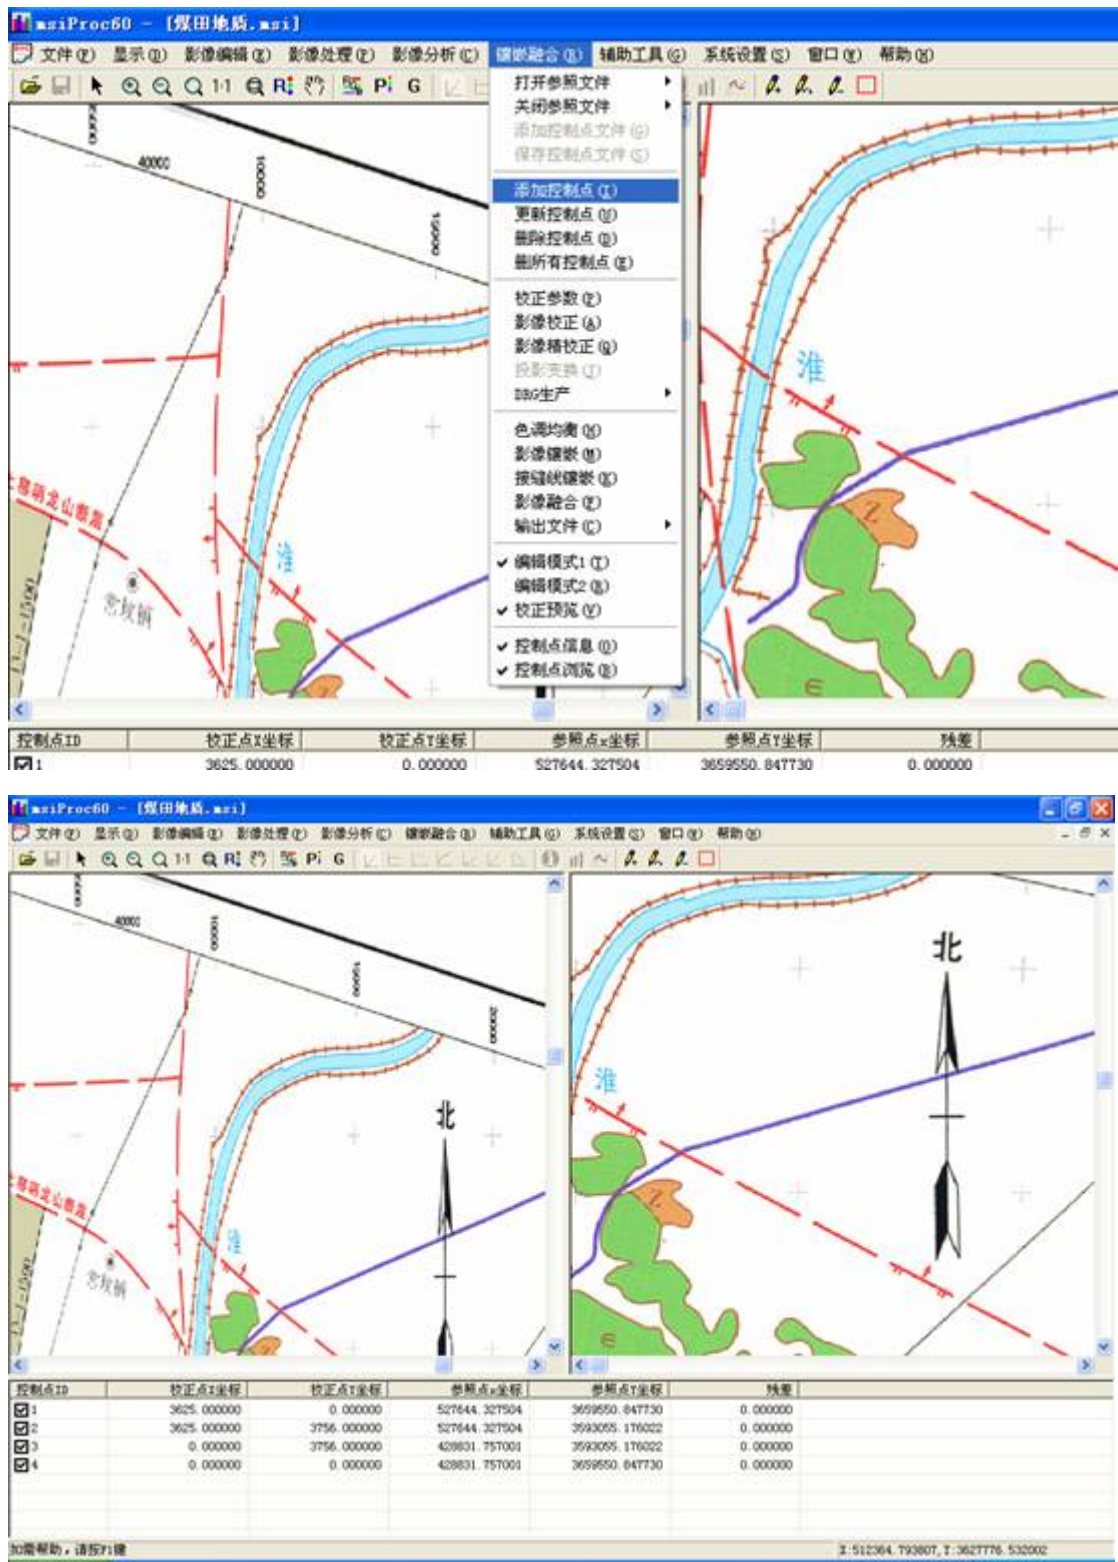 msiProc60 - [煤田地质.msi]
文件(F) 显示(D) 影像编辑(E) 影像处理(P) 影像分析(C) 镶嵌融合(R) 辅助工具(G) 系统设置(S) 窗口(W) 帮助(H)
打开参照文件
关闭参照文件
添加控制点文件(G)
保存控制点文件(S)
添加控制点(I)
更新控制点(U)
删除控制点(D)
删所有控制点(E)
校正参数(P)
影像校正(A)
影像精校正(Q)
投影变换(J)
DRG生产
色调均衡(H)
影像镶嵌(M)
按缝线镶嵌(K)
影像融合(F)
输出文件(C)
编辑模式1(T)
编辑模式2(R)
校正预览(V)
控制点信息(O)
控制点浏览(B)
40000
10000
15000
淮
淮
Z
-1500
控制点ID 校正点X坐标 校正点Y坐标 参照点x坐标 参照点Y坐标 残差
1 3625.000000 0.000000 527644.327504 3659550.847730 0.000000
msiProc60 - [煤田地质.msi]
文件(F) 显示(D) 影像编辑(E) 影像处理(P) 影像分析(C) 镶嵌融合(R) 辅助工具(G) 系统设置(S) 窗口(W) 帮助(H)
40000
10000
15000
20000
北
北
淮
淮
Z
-1500
控制点ID 校正点X坐标 校正点Y坐标 参照点x坐标 参照点Y坐标 残差
1 3625.000000 0.000000 527644.327504 3659550.847730 0.000000
2 3625.000000 3756.000000 527644.327504 3593055.176022 0.000000
3 0.000000 3756.000000 428831.757001 3593055.176022 0.000000
4 0.000000 0.000000 428831.757001 3659550.847730 0.000000
如需帮助，请按F1键
X:512364.793807,Y:3627776.532002